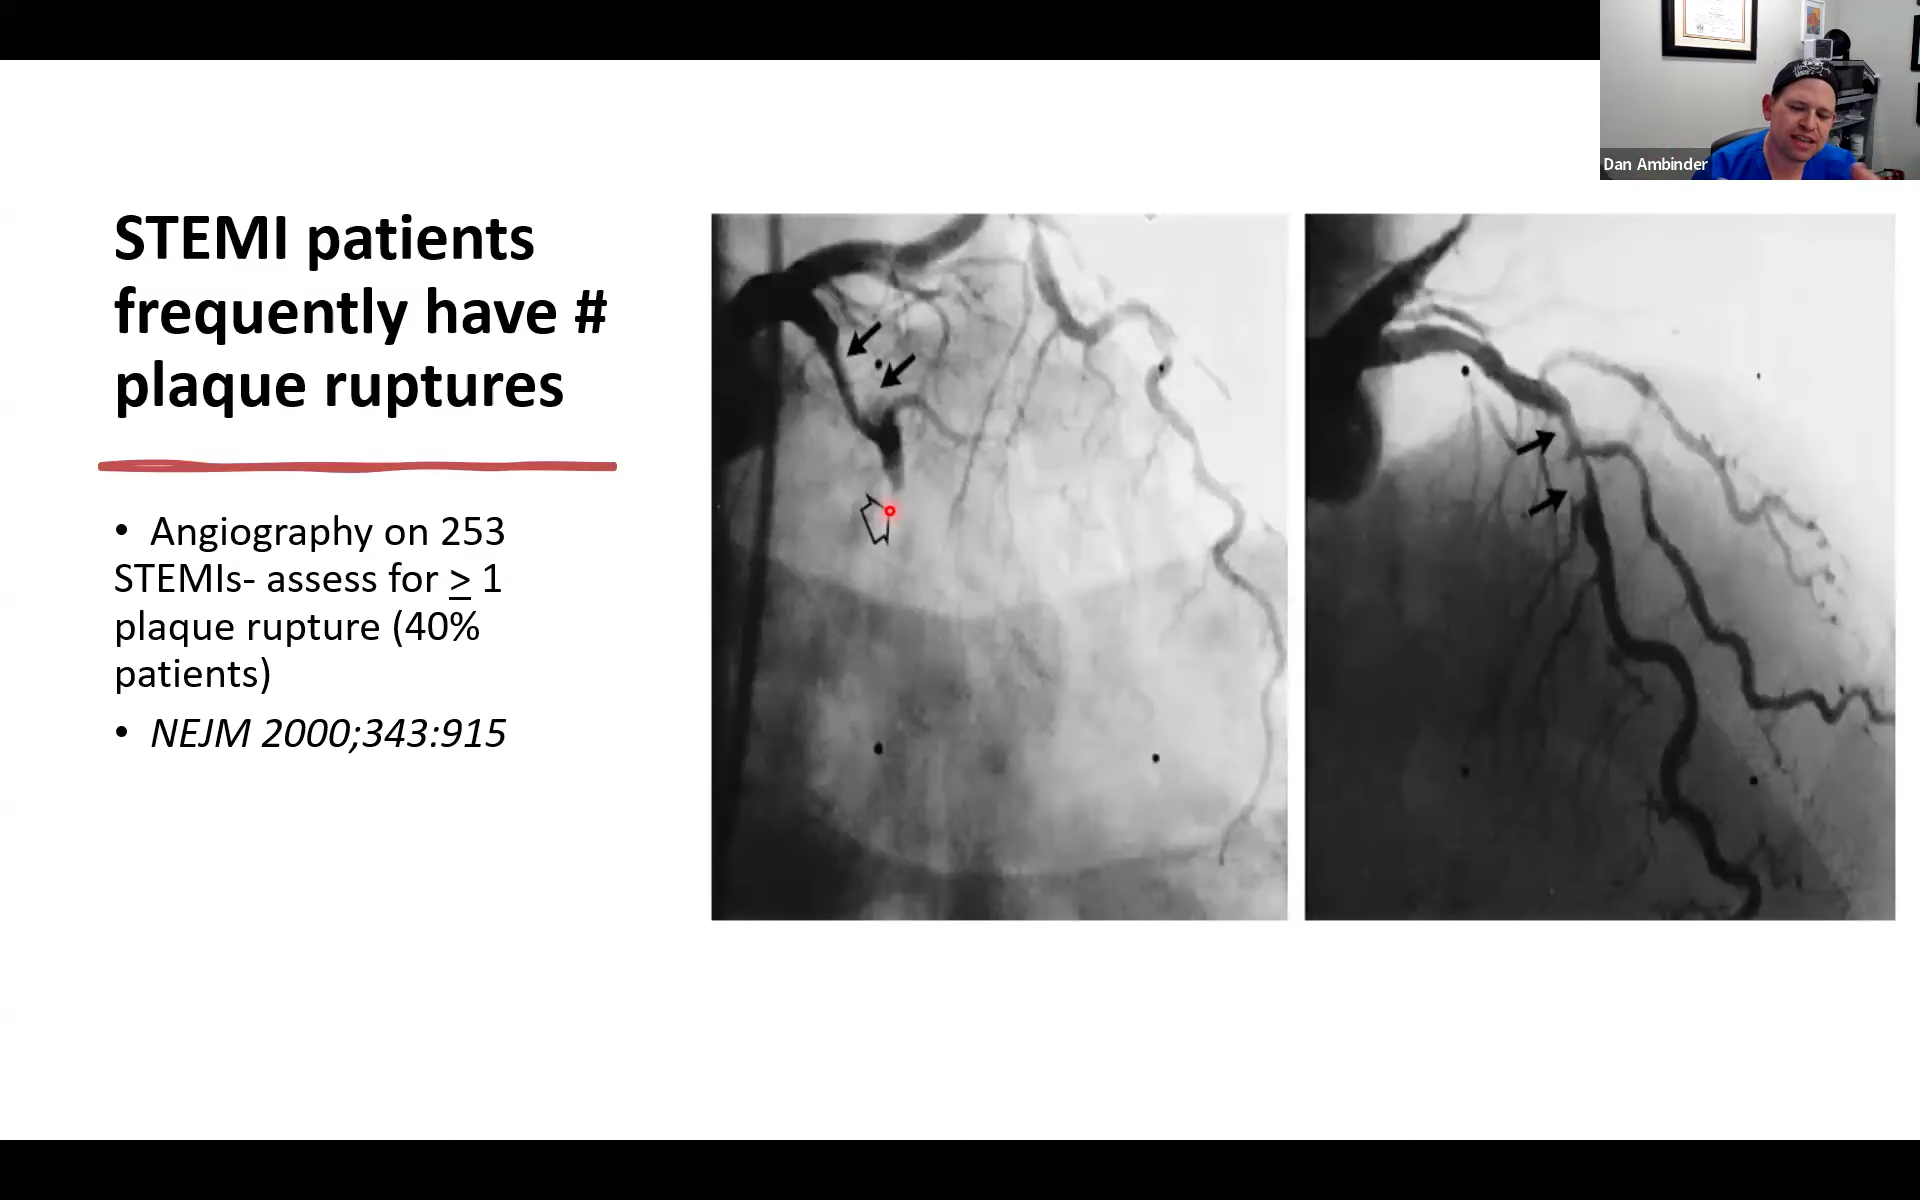 Dan Ambinder
STEMI patients
frequently have #
plaque ruptures
• Angiography on 253
STEMIs- assess for > 1
plaque rupture (40%
patients)
• NEJM 2000;343:915